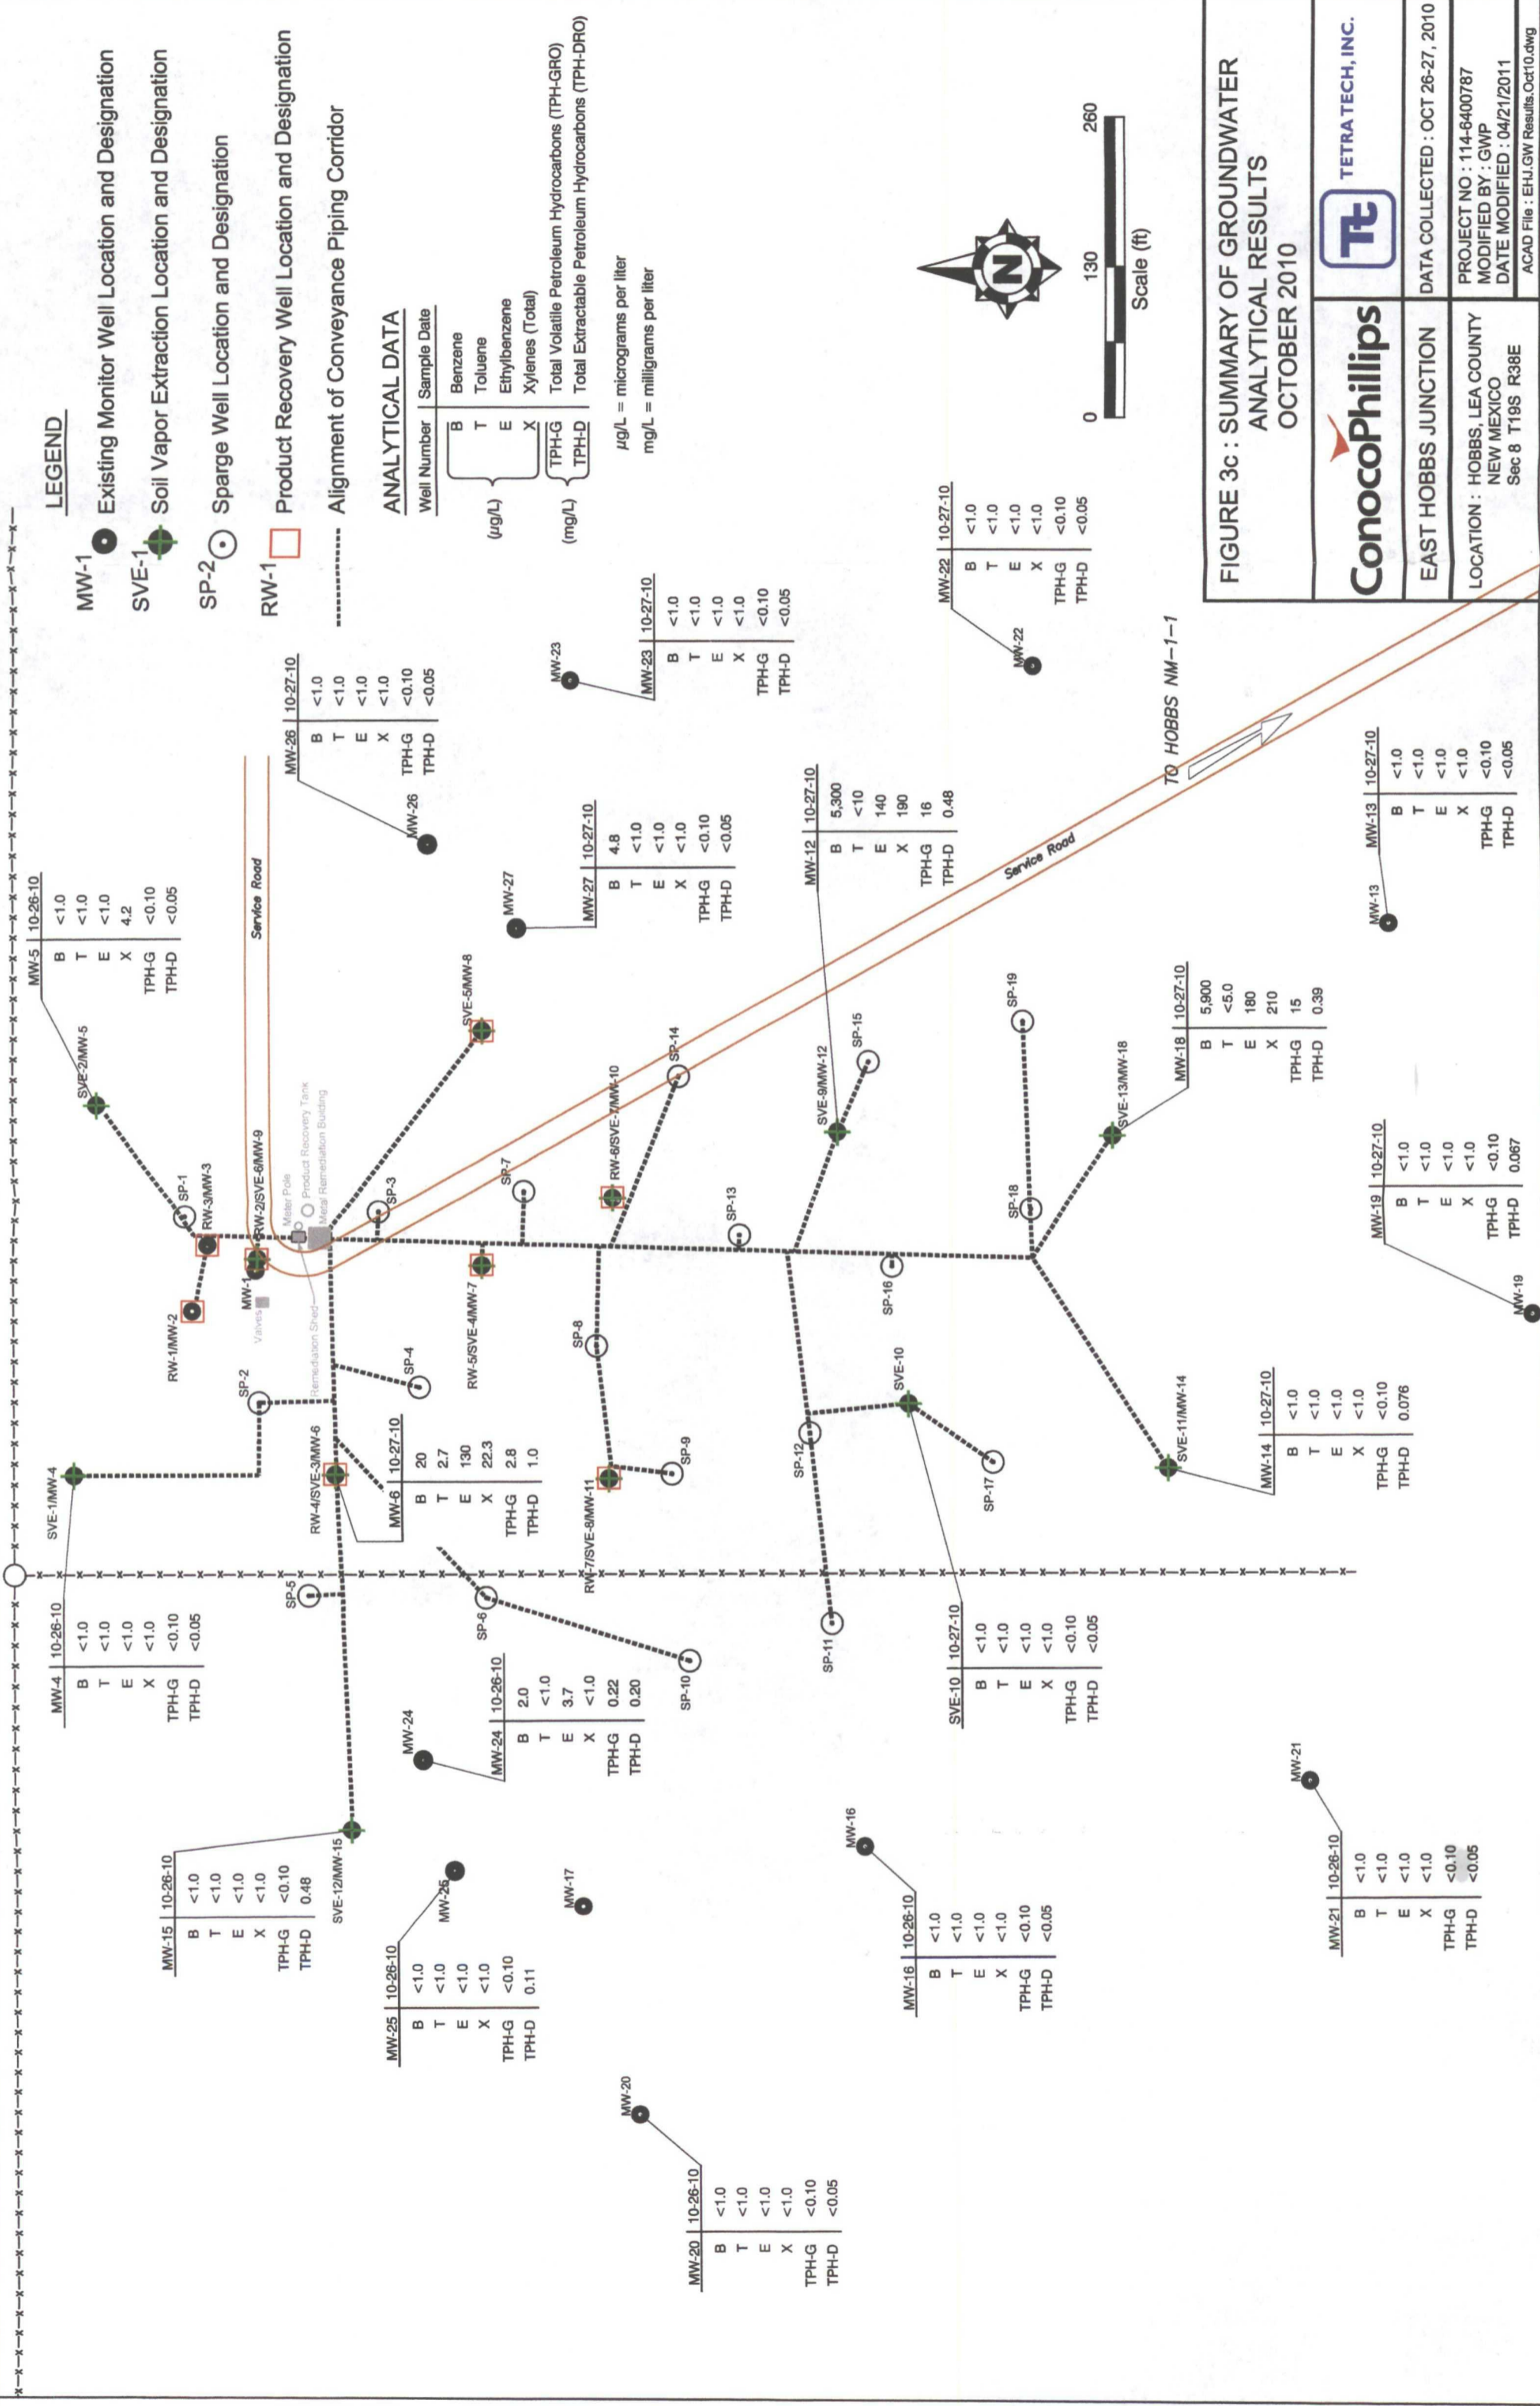 LEGEND
MW-1 Existing Monitor Well Location and Designation
SVE-1 Soil Vapor Extraction Location and Designation
SP-2 Sparge Well Location and Designation
RW-1 Product Recovery Well Location and Designation
Alignment of Conveyance Piping Corridor
ANALYTICAL DATA
Well Number Sample Date
(µg/L)
B Benzene
T Toluene
E Ethylbenzene
X Xylenes (Total)
(mg/L)
TPH-G Total Volatile Petroleum Hydrocarbons (TPH-GRO)
TPH-D Total Extractable Petroleum Hydrocarbons (TPH-DRO)
µg/L = micrograms per liter
mg/L = milligrams per liter
MW-4 10-26-10
B <1.0
T <1.0
E <1.0
X <1.0
TPH-G <0.10
TPH-D <0.05
SVE-1/MW-4
MW-5 10-26-10
B <1.0
T <1.0
E <1.0
X 4.2
TPH-G <0.10
TPH-D <0.05
SVE-2/MW-5
SP-1
RW-3/MW-3
RW-1/MW-2
MW-1
RW-2/SVE-6/MW-9
Valves
Meter Pole
Product Recovery Tank
Metal Remediation Building
Remediation Shed
Service Road
SP-2
SP-3
SP-4
SP-5
MW-15 10-26-10
B <1.0
T <1.0
E <1.0
X <1.0
TPH-G <0.10
TPH-D 0.48
SVE-12/MW-15
RW-4/SVE-3/MW-6
MW-6 10-27-10
B 20
T 2.7
E 130
X 22.3
TPH-G 2.8
TPH-D 1.0
MW-26 10-27-10
B <1.0
T <1.0
E <1.0
X <1.0
TPH-G <0.10
TPH-D <0.05
MW-26
MW-25 10-26-10
B <1.0
T <1.0
E <1.0
X <1.0
TPH-G <0.10
TPH-D 0.11
MW-25
MW-24
MW-24 10-26-10
B 2.0
T <1.0
E 3.7
X <1.0
TPH-G 0.22
TPH-D 0.20
SP-6
RW-5/SVE-4/MW-7
SP-7
SVE-5/MW-8
MW-27
MW-27 10-27-10
B 4.8
T <1.0
E <1.0
X <1.0
TPH-G <0.10
TPH-D <0.05
MW-23
MW-23 10-27-10
B <1.0
T <1.0
E <1.0
X <1.0
TPH-G <0.10
TPH-D <0.05
MW-17
RW-7/SVE-8/MW-11
SP-8
SP-9
RW-6/SVE-7/MW-10
SP-14
SP-10
MW-20
MW-20 10-26-10
B <1.0
T <1.0
E <1.0
X <1.0
TPH-G <0.10
TPH-D <0.05
SP-13
SP-11
SP-12
SVE-10
SP-16
SP-17
SVE-9/MW-12
SP-15
MW-12 10-27-10
B 5,300
T <10
E 140
X 190
TPH-G 16
TPH-D 0.48
MW-16
MW-16 10-26-10
B <1.0
T <1.0
E <1.0
X <1.0
TPH-G <0.10
TPH-D <0.05
SVE-10 10-27-10
B <1.0
T <1.0
E <1.0
X <1.0
TPH-G <0.10
TPH-D <0.05
MW-22 10-27-10
B <1.0
T <1.0
E <1.0
X <1.0
TPH-G <0.10
TPH-D <0.05
MW-22
Service Road
TO HOBBS NM-1-1
SP-18
SP-19
SVE-13/MW-18
MW-18 10-27-10
B 5,900
T <5.0
E 180
X 210
TPH-G 15
TPH-D 0.39
SVE-11/MW-14
MW-14 10-27-10
B <1.0
T <1.0
E <1.0
X <1.0
TPH-G <0.10
TPH-D 0.076
MW-21
MW-21 10-26-10
B <1.0
T <1.0
E <1.0
X <1.0
TPH-G <0.10
TPH-D <0.05
MW-19 10-27-10
B <1.0
T <1.0
E <1.0
X <1.0
TPH-G <0.10
TPH-D 0.067
MW-19
MW-13
MW-13 10-27-10
B <1.0
T <1.0
E <1.0
X <1.0
TPH-G <0.10
TPH-D <0.05
N
0 130 260
Scale (ft)
FIGURE 3c : SUMMARY OF GROUNDWATER
ANALYTICAL RESULTS
OCTOBER 2010
ConocoPhillips
Tt TETRA TECH, INC.
EAST HOBBS JUNCTION
DATA COLLECTED : OCT 26-27, 2010
LOCATION : HOBBS, LEA COUNTY
NEW MEXICO
Sec 8 T19S R38E
PROJECT NO : 114-6400787
MODIFIED BY : GWP
DATE MODIFIED : 04/21/2011
ACAD File : EHJ.GW Results.Oct10.dwg